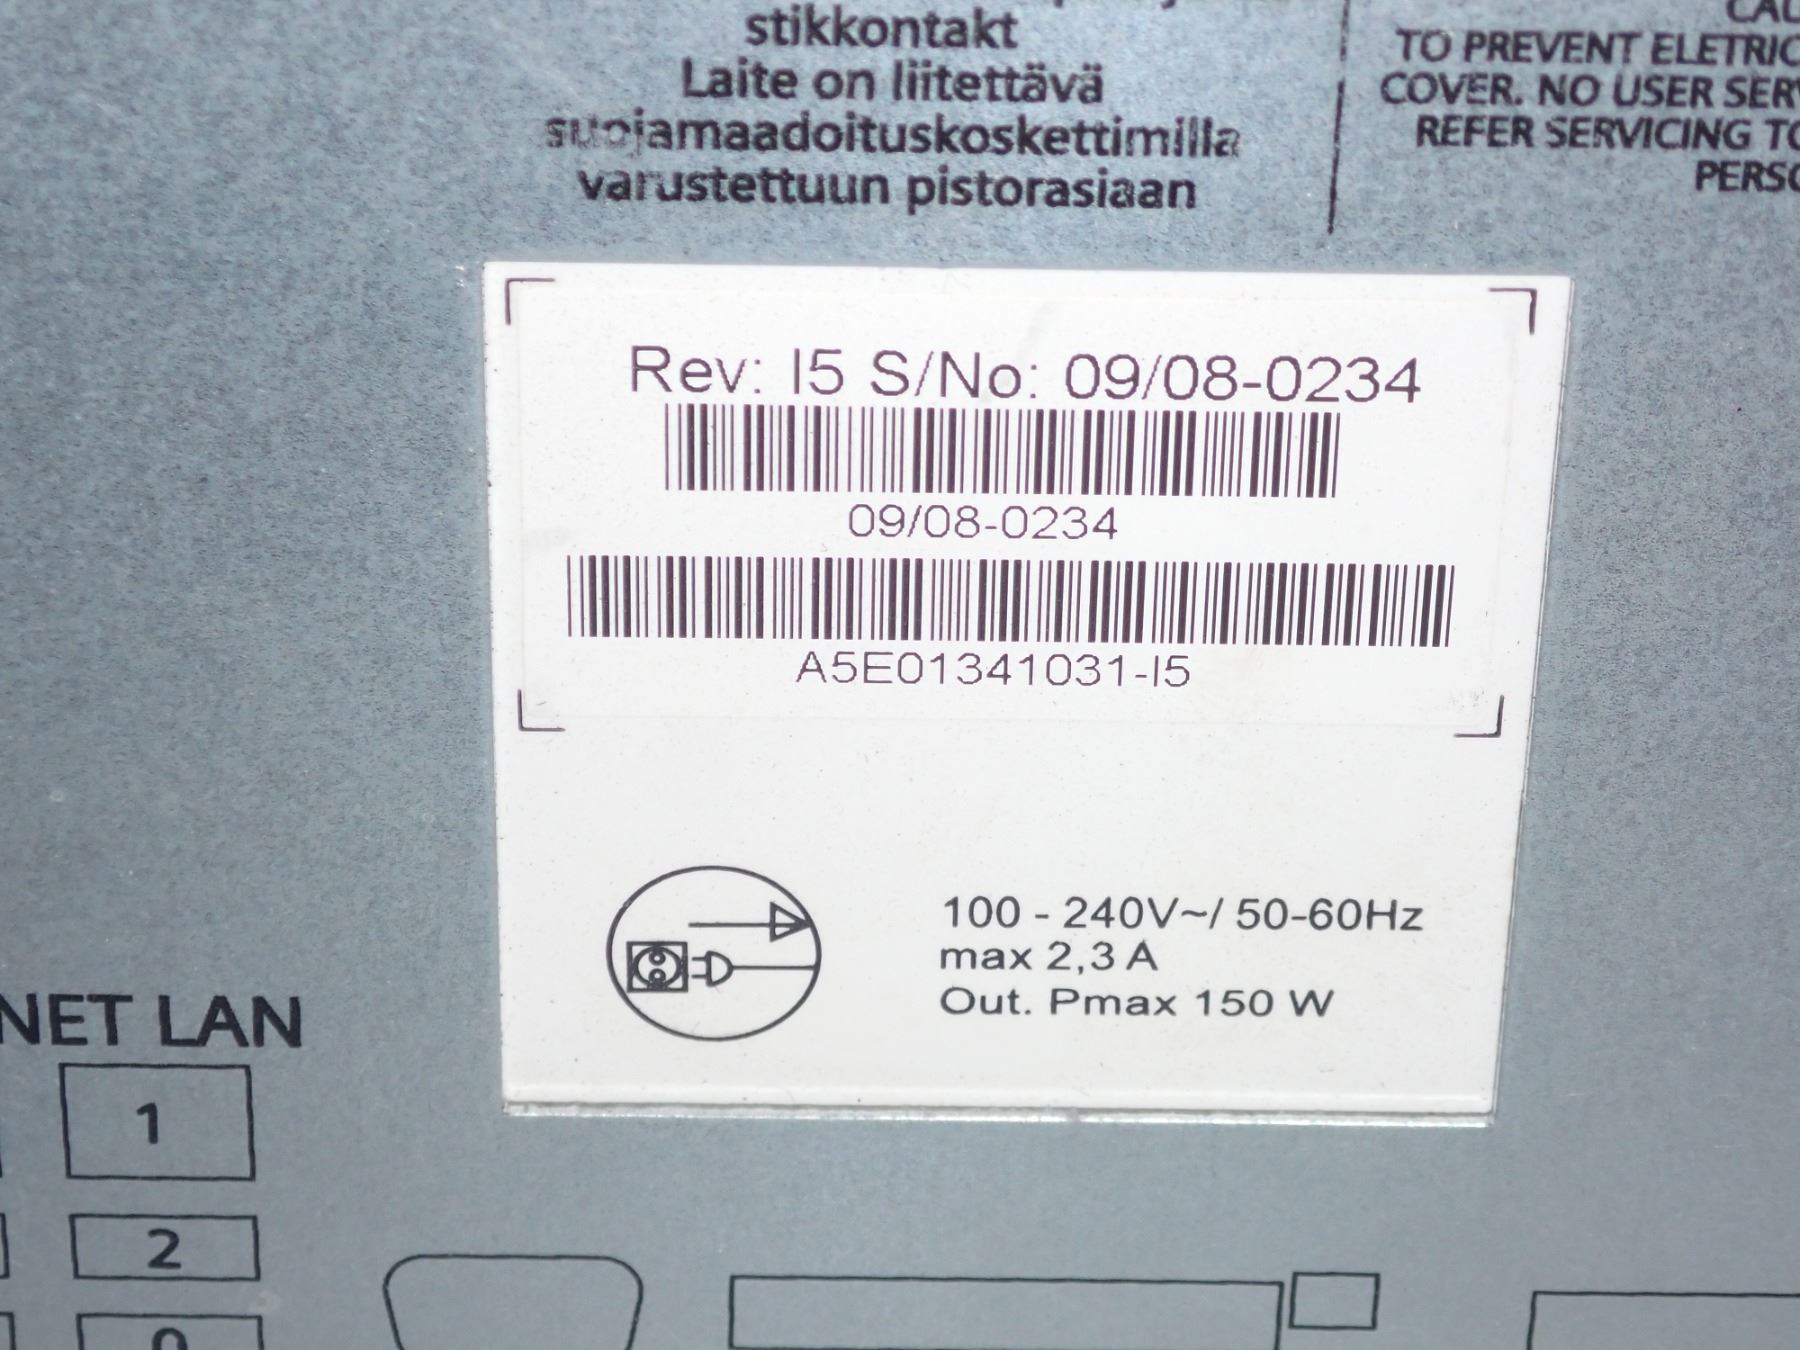 stikkontakt
Laite on liitettävä
suojamaadoituskoskettimilla
varustettuun pistorasiaan
TO PREVENT ELETRIC
COVER. NO USER SERV
REFER SERVICING TO
PERSO
Rev: I5 S/No: 09/08-0234
09/08-0234
A5E01341031-I5
100 - 240V~/ 50-60Hz
max 2,3 A
Out. Pmax 150 W
NET LAN
1
2